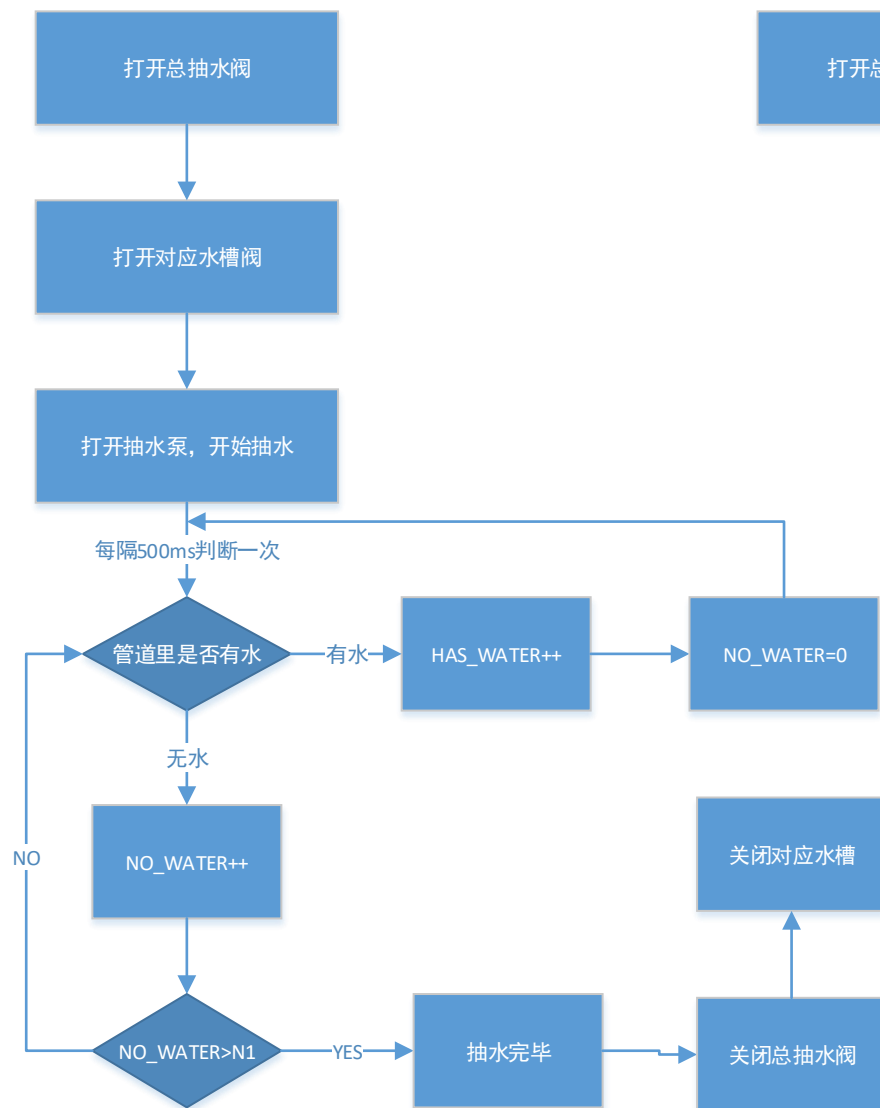 打开总抽水阀
打开总
打开对应水槽阀
打开抽水泵，开始抽水
每隔500ms判断一次
管道里是否有水
有水
HAS_WATER++
NO_WATER=0
无水
NO_WATER++
NO
关闭对应水槽
NO_WATER>N1
YES
抽水完毕
关闭总抽水阀